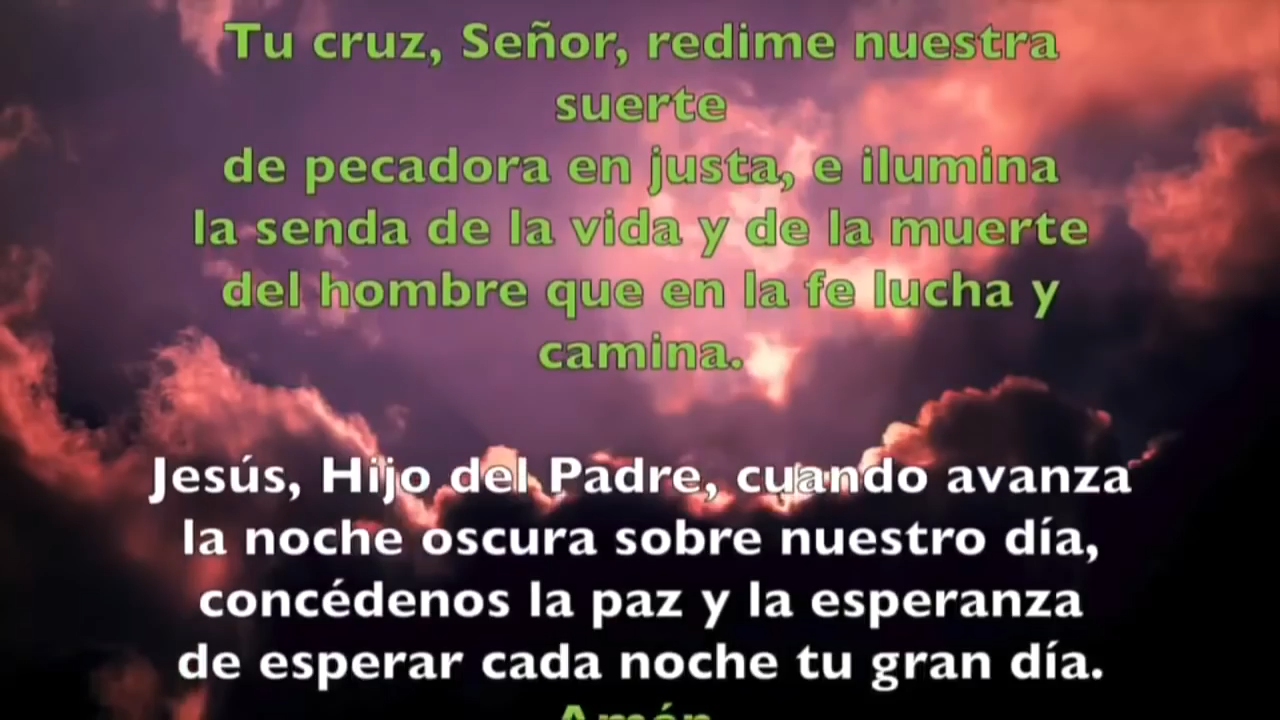 Tu cruz, Señor, redime nuestra
suerte
de pecadora en justa, e ilumina
la senda de la vida y de la muerte
del hombre que en la fe lucha y
camina.
Jesús, Hijo del Padre, cuando avanza
la noche oscura sobre nuestro día,
concédenos la paz y la esperanza
de esperar cada noche tu gran día.
Amén